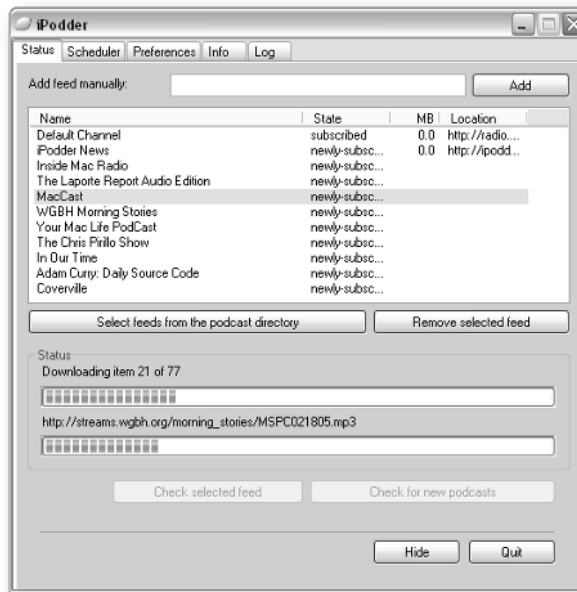 iPodder
Status Scheduler Preferences Info Log
Add feed manually: Add
Name State MB Location
Default Channel subscribed 0.0 http://radio....
iPodder News newly-subsc... 0.0 http://ipodd...
Inside Mac Radio newly-subsc...
The Laporte Report Audio Edition newly-subsc...
MacCast newly-subsc...
WGBH Morning Stories newly-subsc...
Your Mac Life PodCast newly-subsc...
The Chris Pirillo Show newly-subsc...
In Our Time newly-subsc...
Adam Curry: Daily Source Code newly-subsc...
Coverville newly-subsc...
Select feeds from the podcast directory Remove selected feed
Status
Downloading item 21 of 77
http://streams.wgbh.org/morning_stories/MSPC021805.mp3
Check selected feed Check for new podcasts
Hide Quit